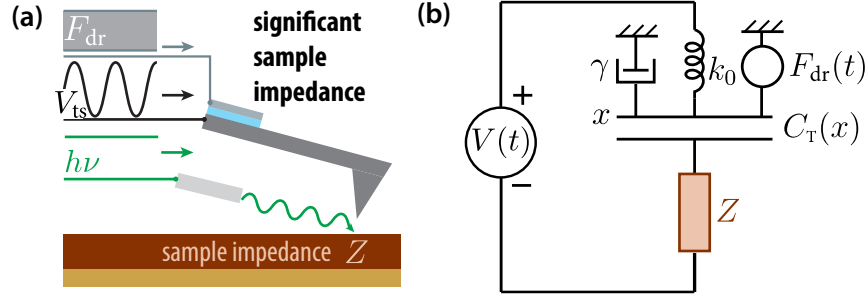 (a)
F_dr
significant
sample
impedance
V_ts
hν
sample impedance Z
(b)
γ
k_0
F_dr(t)
x
C_T(x)
+
V(t)
−
Z